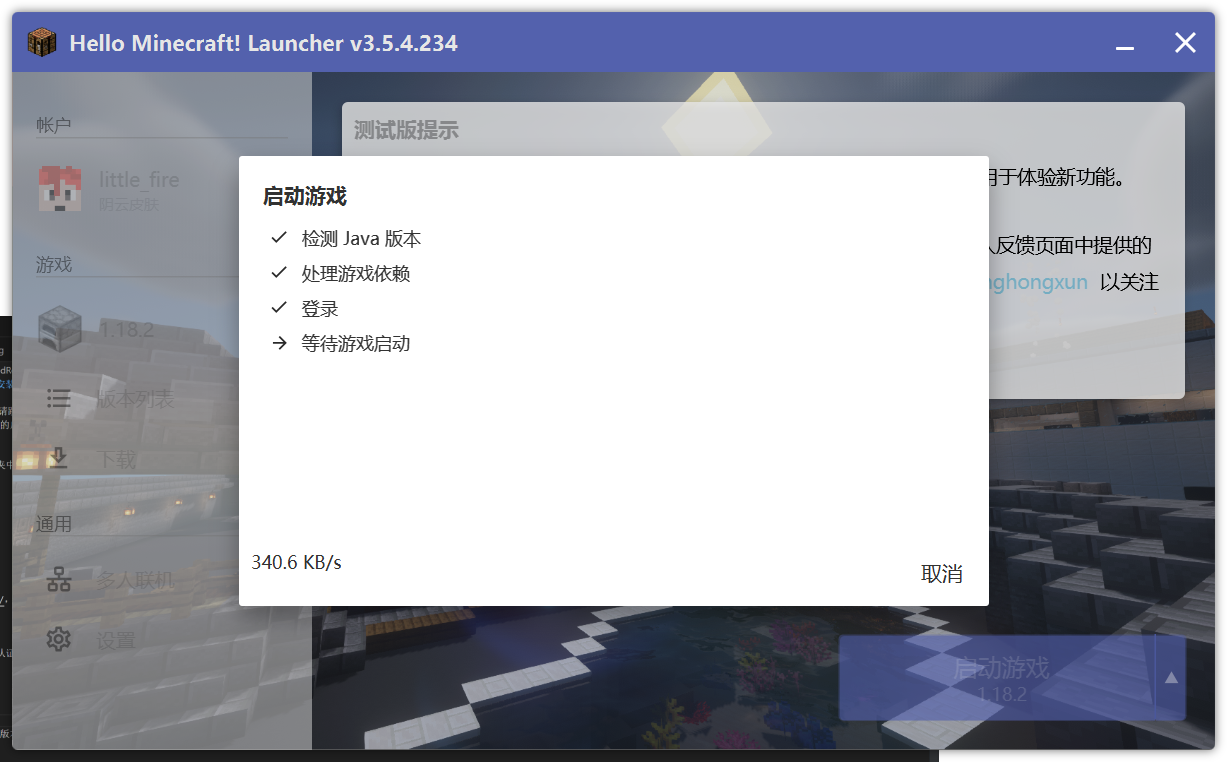 Hello Minecraft! Launcher v3.5.4.234
帐户
测试版提示
little_fire
阴云皮肤
用于体验新功能。
启动游戏
检测 Java 版本
处理游戏依赖
登录
等待游戏启动
反馈页面中提供的
nghongxun 以关注
游戏
1.18.2
版本列表
下载
通用
多人联机
设置
340.6 KB/s
取消
启动游戏
1.18.2